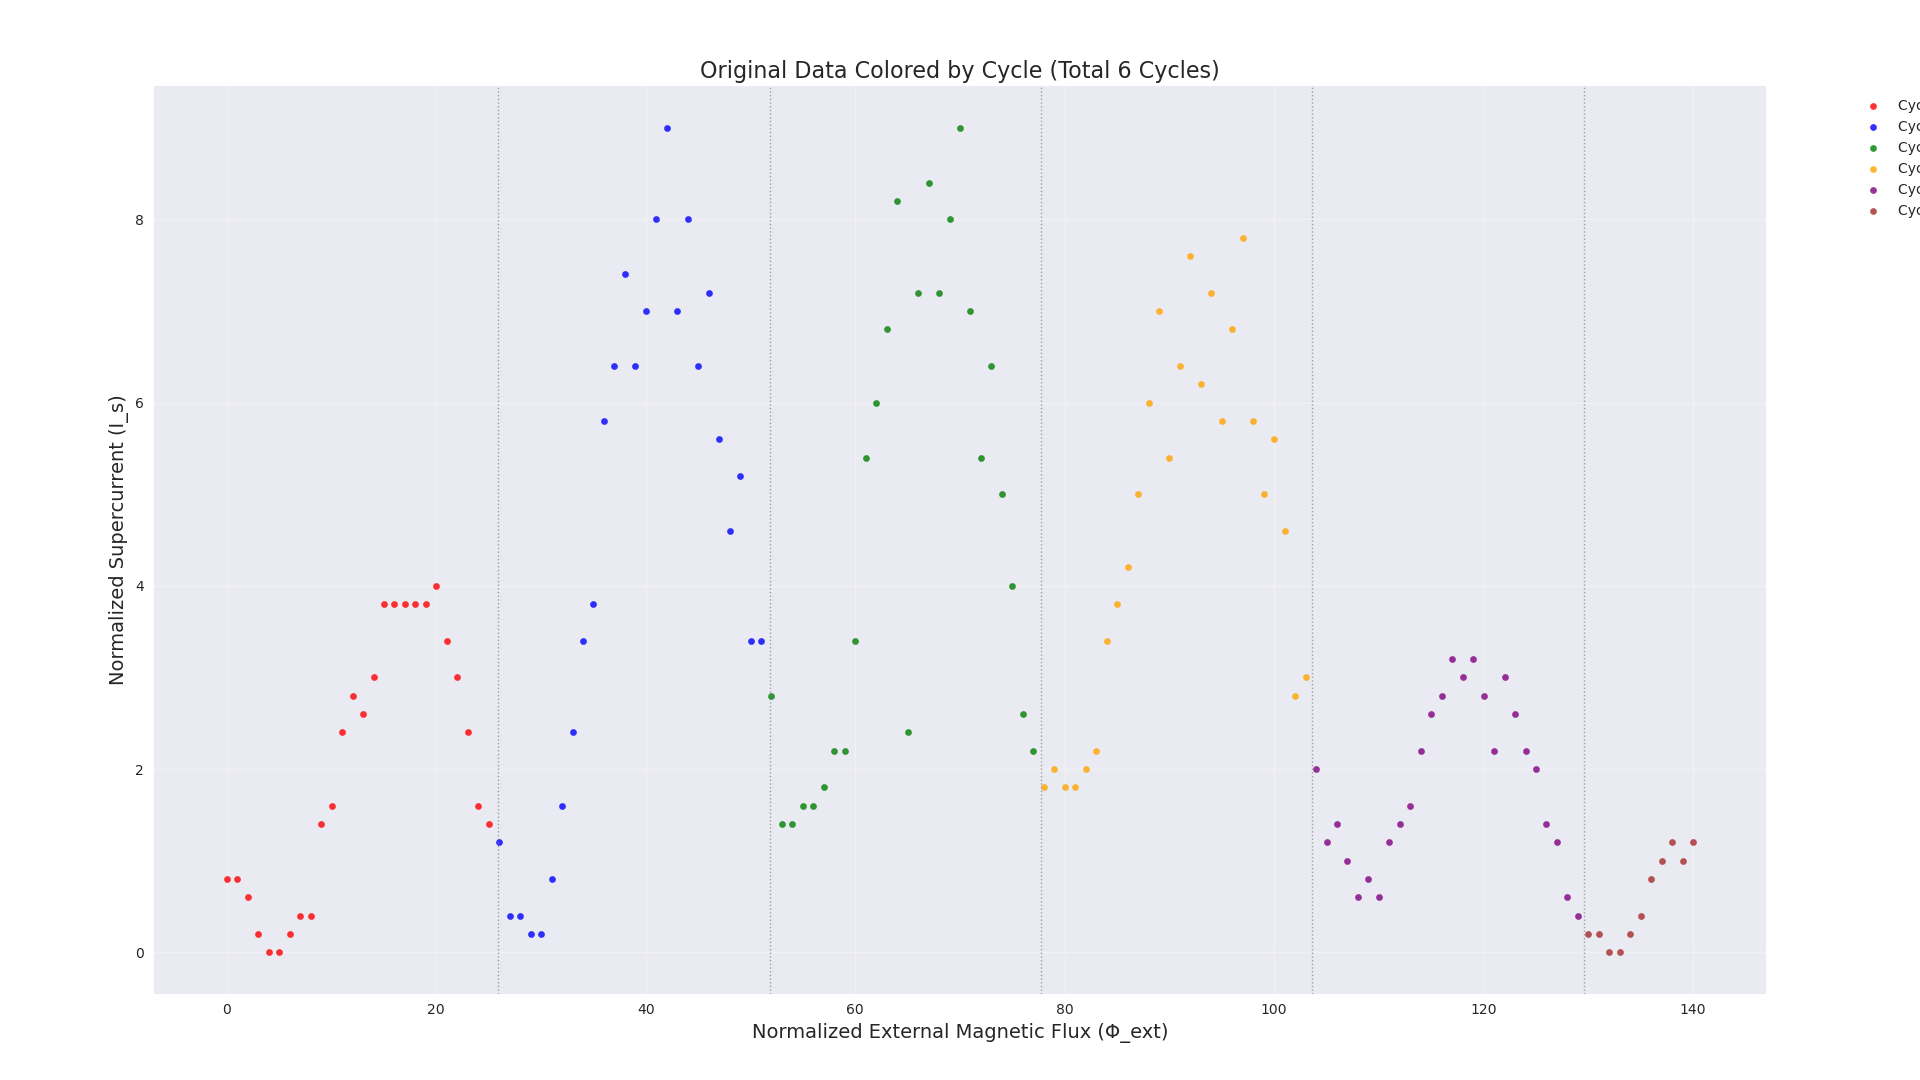 Original Data Colored by Cycle (Total 6 Cycles)
Cyc
Cyc
Cyc
Cyc
Cyc
Cyc
Normalized Supercurrent (I_s)
8
6
4
2
0
0 20 40 60 80 100 120 140
Normalized External Magnetic Flux (Φ_ext)